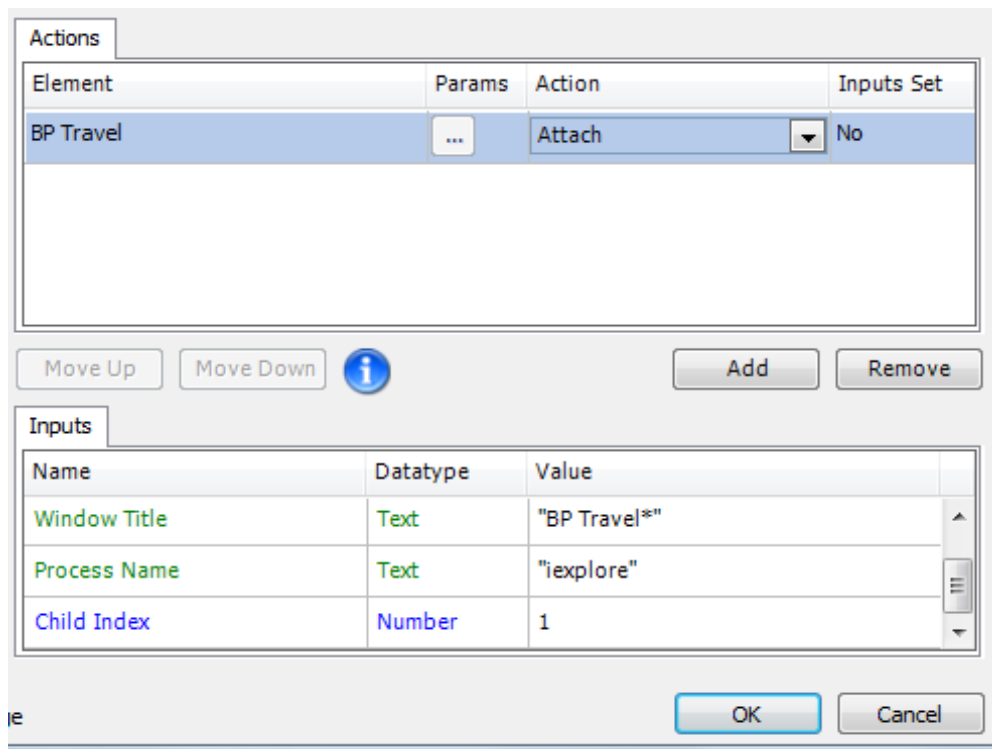 Actions
Element Params Action Inputs Set
BP Travel ... Attach No
Move Up Move Down i Add Remove
Inputs
Name Datatype Value
Window Title Text "BP Travel*"
Process Name Text "iexplore"
Child Index Number 1
ge OK Cancel